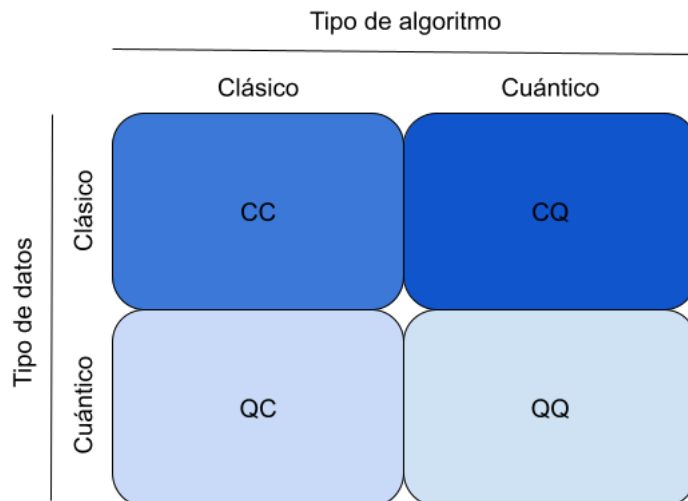 Tipo de algoritmo
Clásico Cuántico
Tipo de datos
Clásico
CC CQ
Cuántico
QC QQ